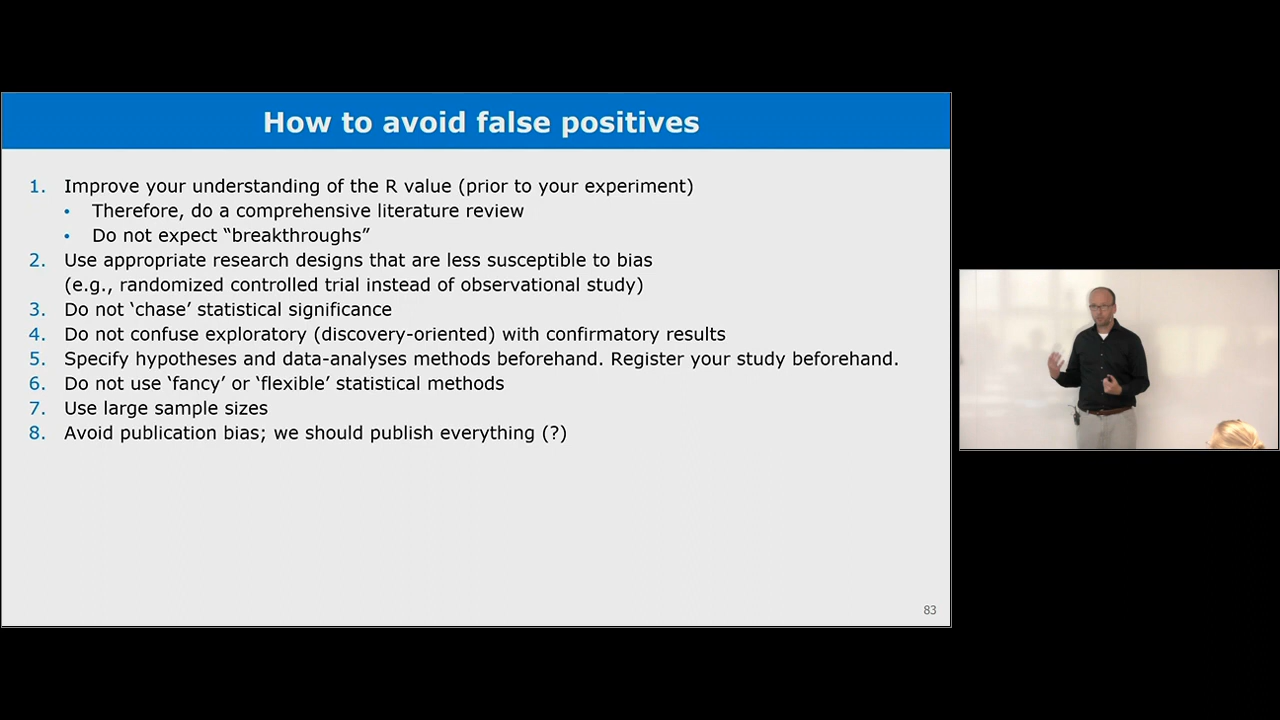 How to avoid false positives
1. Improve your understanding of the R value (prior to your experiment)
• Therefore, do a comprehensive literature review
• Do not expect “breakthroughs”
2. Use appropriate research designs that are less susceptible to bias
(e.g., randomized controlled trial instead of observational study)
3. Do not ‘chase’ statistical significance
4. Do not confuse exploratory (discovery-oriented) with confirmatory results
5. Specify hypotheses and data-analyses methods beforehand. Register your study beforehand.
6. Do not use ‘fancy’ or ‘flexible’ statistical methods
7. Use large sample sizes
8. Avoid publication bias; we should publish everything (?)
83